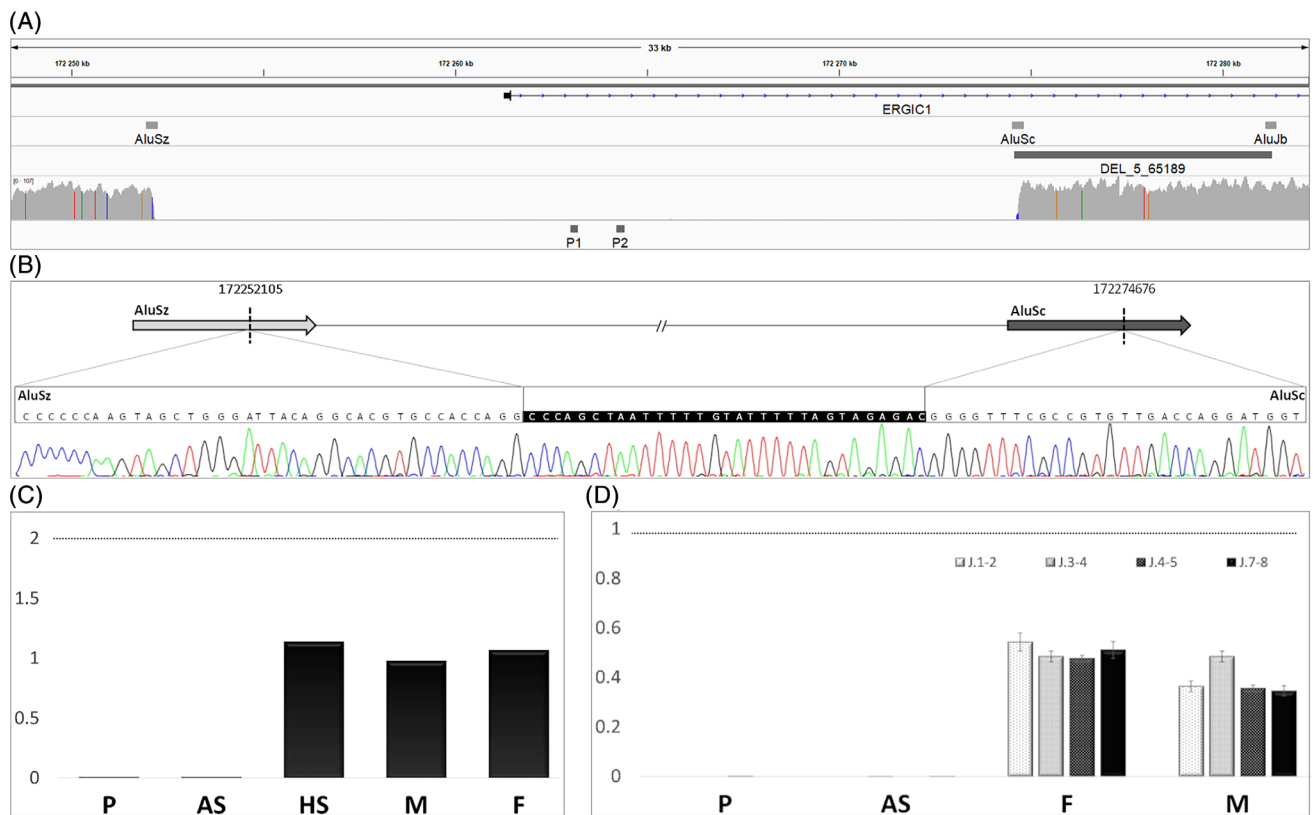 (A)
33 kb
172 250 kb 172 260 kb 172 270 kb 172 280 kb
ERGIC1
AluSz AluSc AluJb
DEL_5_65189
[0 - 107]
P1 P2
(B)
172252105 172274676
AluSz AluSc
AluSz AluSc
C C C C C C A A G T A G C T G G G A T T A C A G G C A C G T G C C A C C A G G C C C A G C T A A T T T T T G T A T T T T T A G T A G A G A C G G G G T T T C G C C G T G T T G A C C A G G A T G G T
(C) (D)
2
1.5
1
0.5
0
P AS HS M F
1
0.8
0.6
0.4
0.2
0
J.1-2 J.3-4 J.4-5 J.7-8
P AS F M